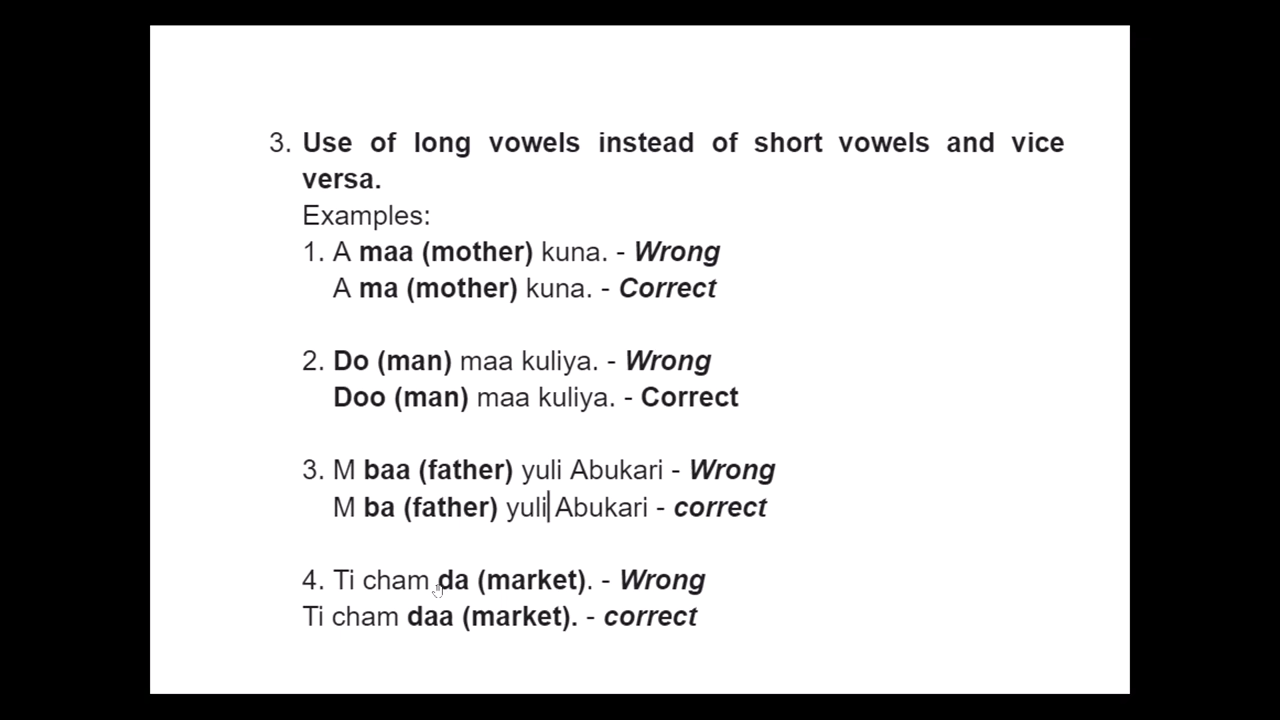 3. Use of long vowels instead of short vowels and vice
versa.
Examples:
1. A maa (mother) kuna. - Wrong
A ma (mother) kuna. - Correct
2. Do (man) maa kuliya. - Wrong
Doo (man) maa kuliya. - Correct
3. M baa (father) yuli Abukari - Wrong
M ba (father) yuli Abukari - correct
4. Ti cham da (market). - Wrong
Ti cham daa (market). - correct